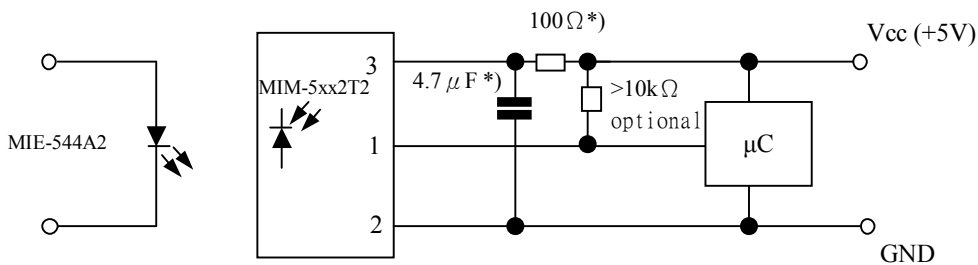 100Ω*)
Vcc (+5V)
3
4.7μF*)
MIM-5xx2T2
>10kΩ
optional
MIE-544A2
1
μC
2
GND